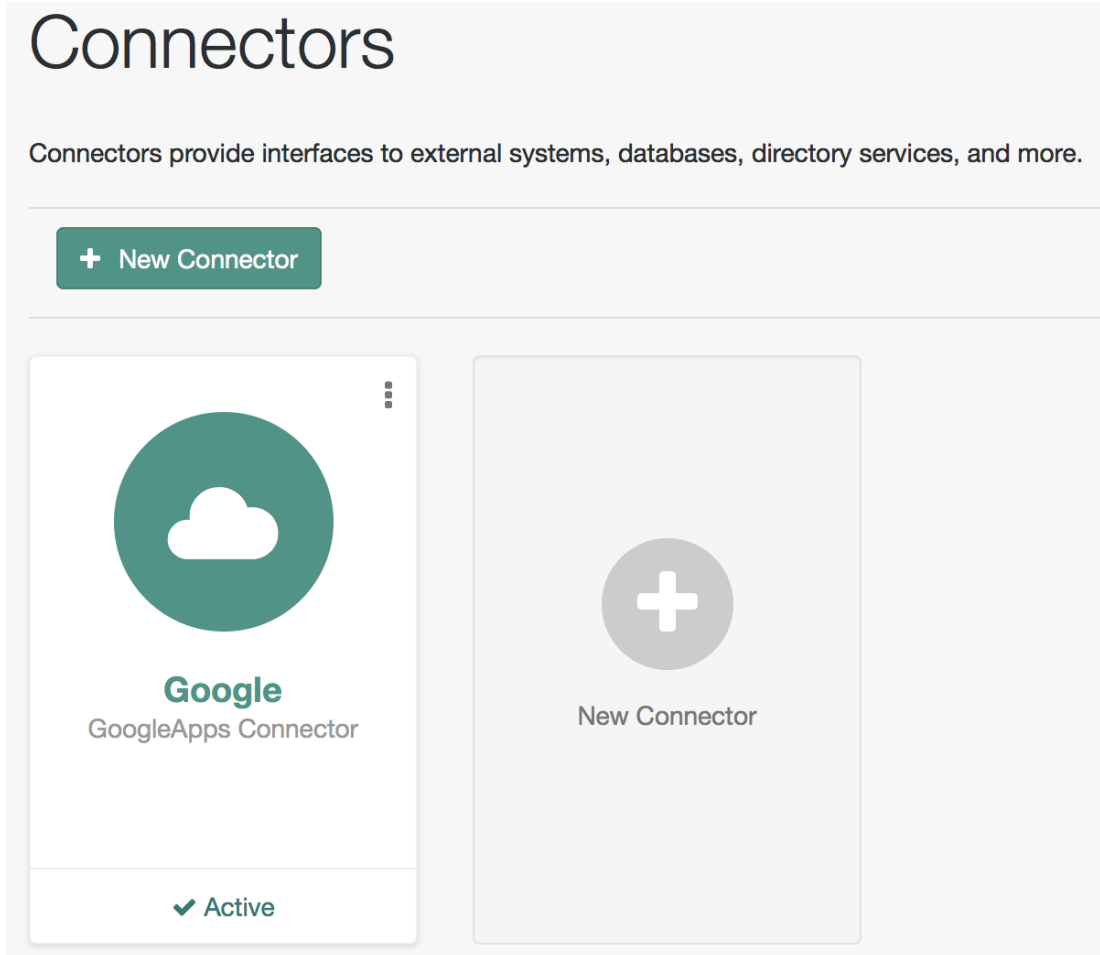 Connectors
Connectors provide interfaces to external systems, databases, directory services, and more.
New Connector
Google
GoogleApps Connector
Active
New Connector